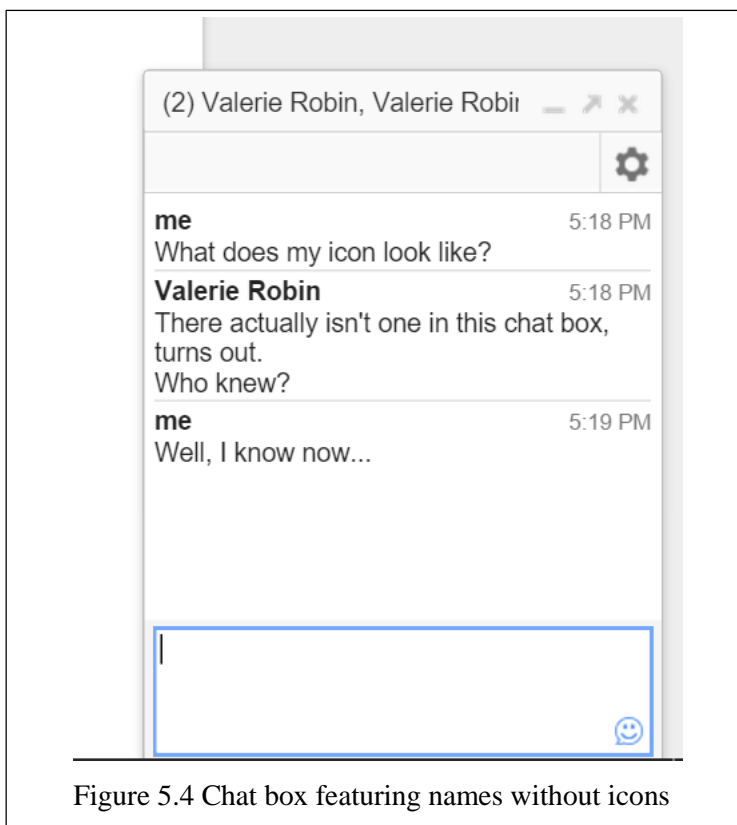 (2) Valerie Robin, Valerie Robin
me 5:18 PM
What does my icon look like?
Valerie Robin 5:18 PM
There actually isn't one in this chat box,
turns out.
Who knew?
me 5:19 PM
Well, I know now...
Figure 5.4 Chat box featuring names without icons